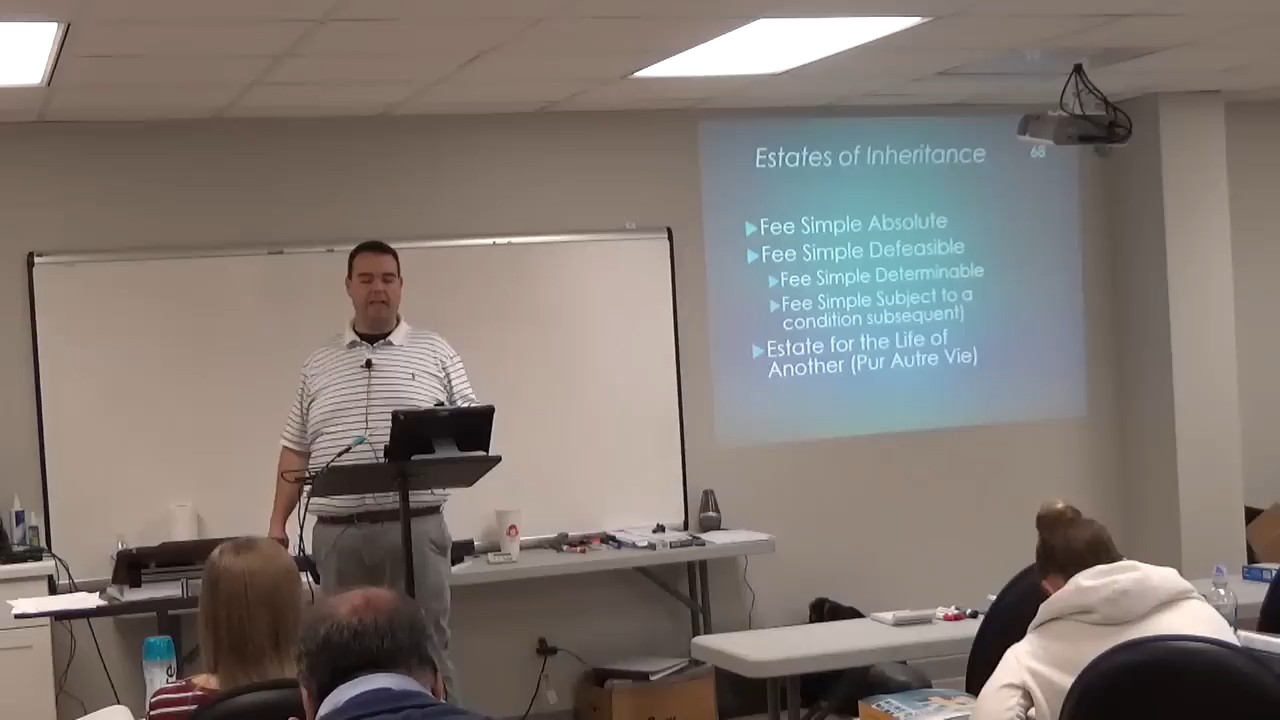 Estates of Inheritance
68
Fee Simple Absolute
Fee Simple Defeasible
Fee Simple Determinable
Fee Simple Subject to a
condition subsequent)
Estate for the Life of
Another (Pur Autre Vie)